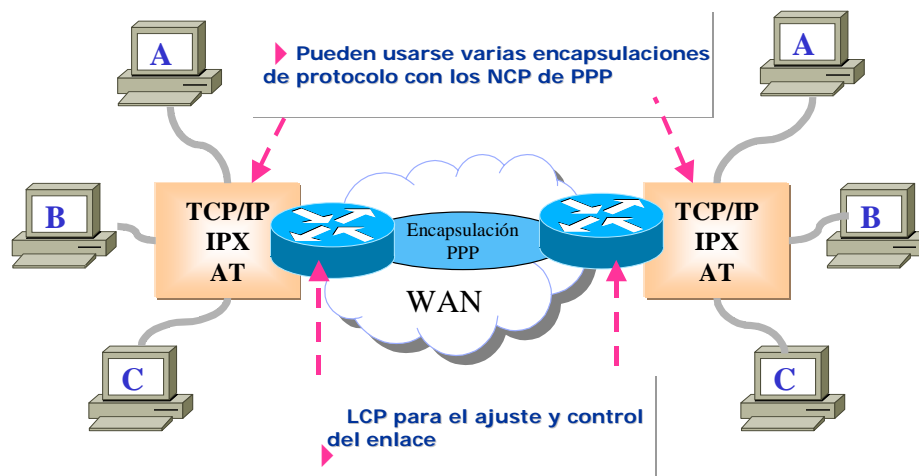 A
Pueden usarse varias encapsulaciones
de protocolo con los NCP de PPP
A
B
TCP/IP
IPX
AT
Encapsulación
PPP
WAN
TCP/IP
IPX
AT
B
C
LCP para el ajuste y control
del enlace
C